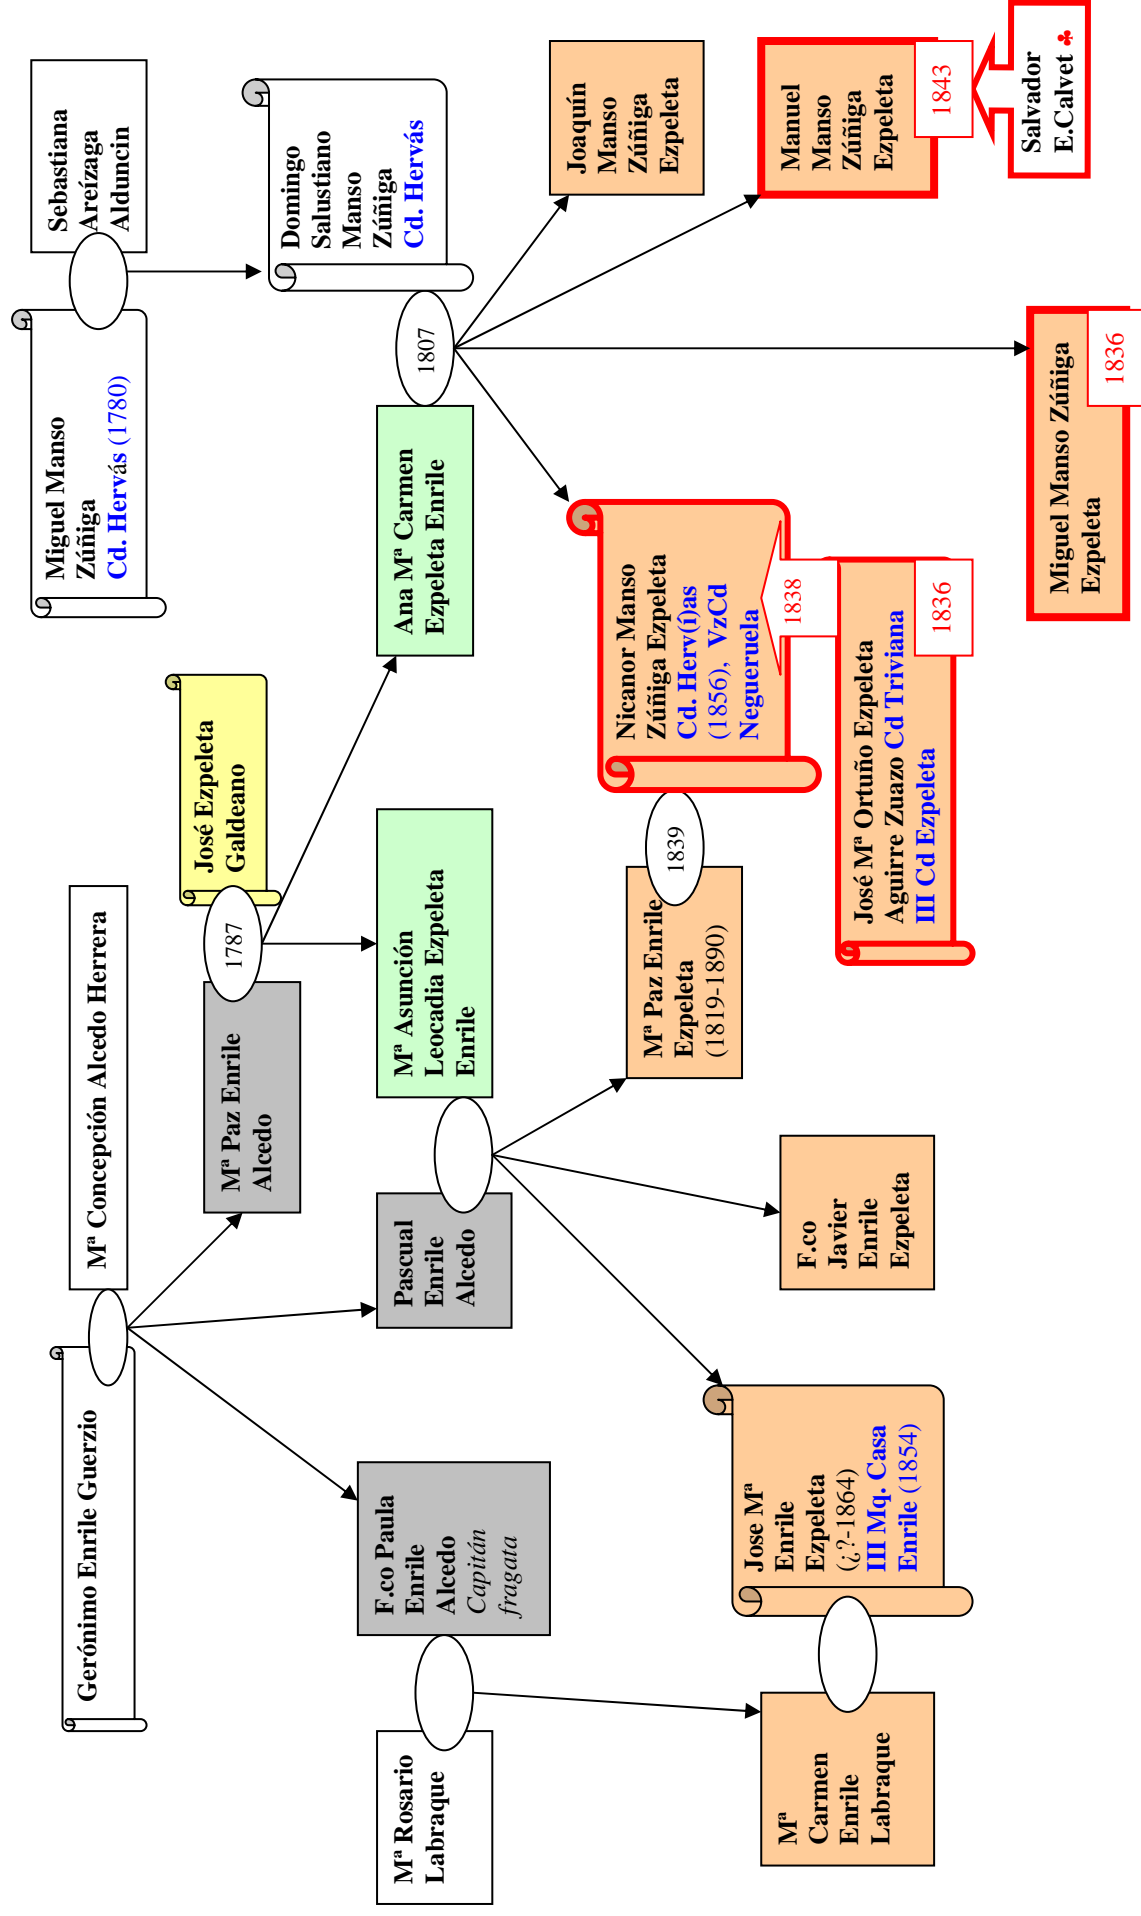 Gerónimo Enrile Guerzio
Mª Concepción Alcedo Herrera
Miguel Manso
Zúñiga
Cd. Hervás (1780)
Sebastiana
Areízaga
Alduncin
Mª Paz Enrile
Alcedo
1787
José Ezpeleta
Galdeano
Domingo
Salustiano
Manso
Zúñiga
Cd. Hervás
Mª Rosario
Labraque
F.co Paula
Enrile
Alcedo
Capitán
fragata
Pascual
Enrile
Alcedo
Mª Asunción
Leocadia Ezpeleta
Enrile
Ana Mª Carmen
Ezpeleta Enrile
1807
Joaquín
Manso
Zúñiga
Ezpeleta
Mª Paz Enrile
Ezpeleta
(1819-1890)
1839
Nicanor Manso
Zúñiga Ezpeleta
Cd. Herv(í)as
(1856), VzCd
Negueruela
1838
Manuel
Manso
Zúñiga
Ezpeleta
1843
Mª
Carmen
Enrile
Labraque
Jose Mª
Enrile
Ezpeleta
(¿?-1864)
III Mq. Casa
Enrile (1854)
F.co
Javier
Enrile
Ezpeleta
José Mª Ortuño Ezpeleta
Aguirre Zuazo Cd Triviana
III Cd Ezpeleta
1836
Salvador
E.Calvet ♣
Miguel Manso Zúñiga
Ezpeleta
1836